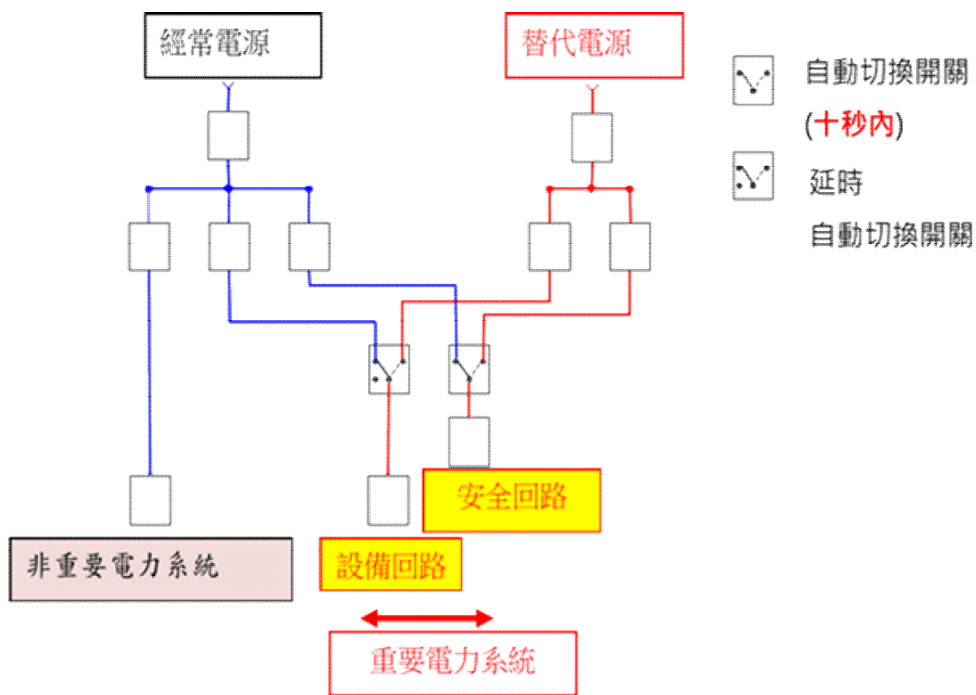 經常電源
替代電源
自動切換開關
(十秒內)
延時
自動切換開關
安全回路
非重要電力系統
設備回路
重要電力系統